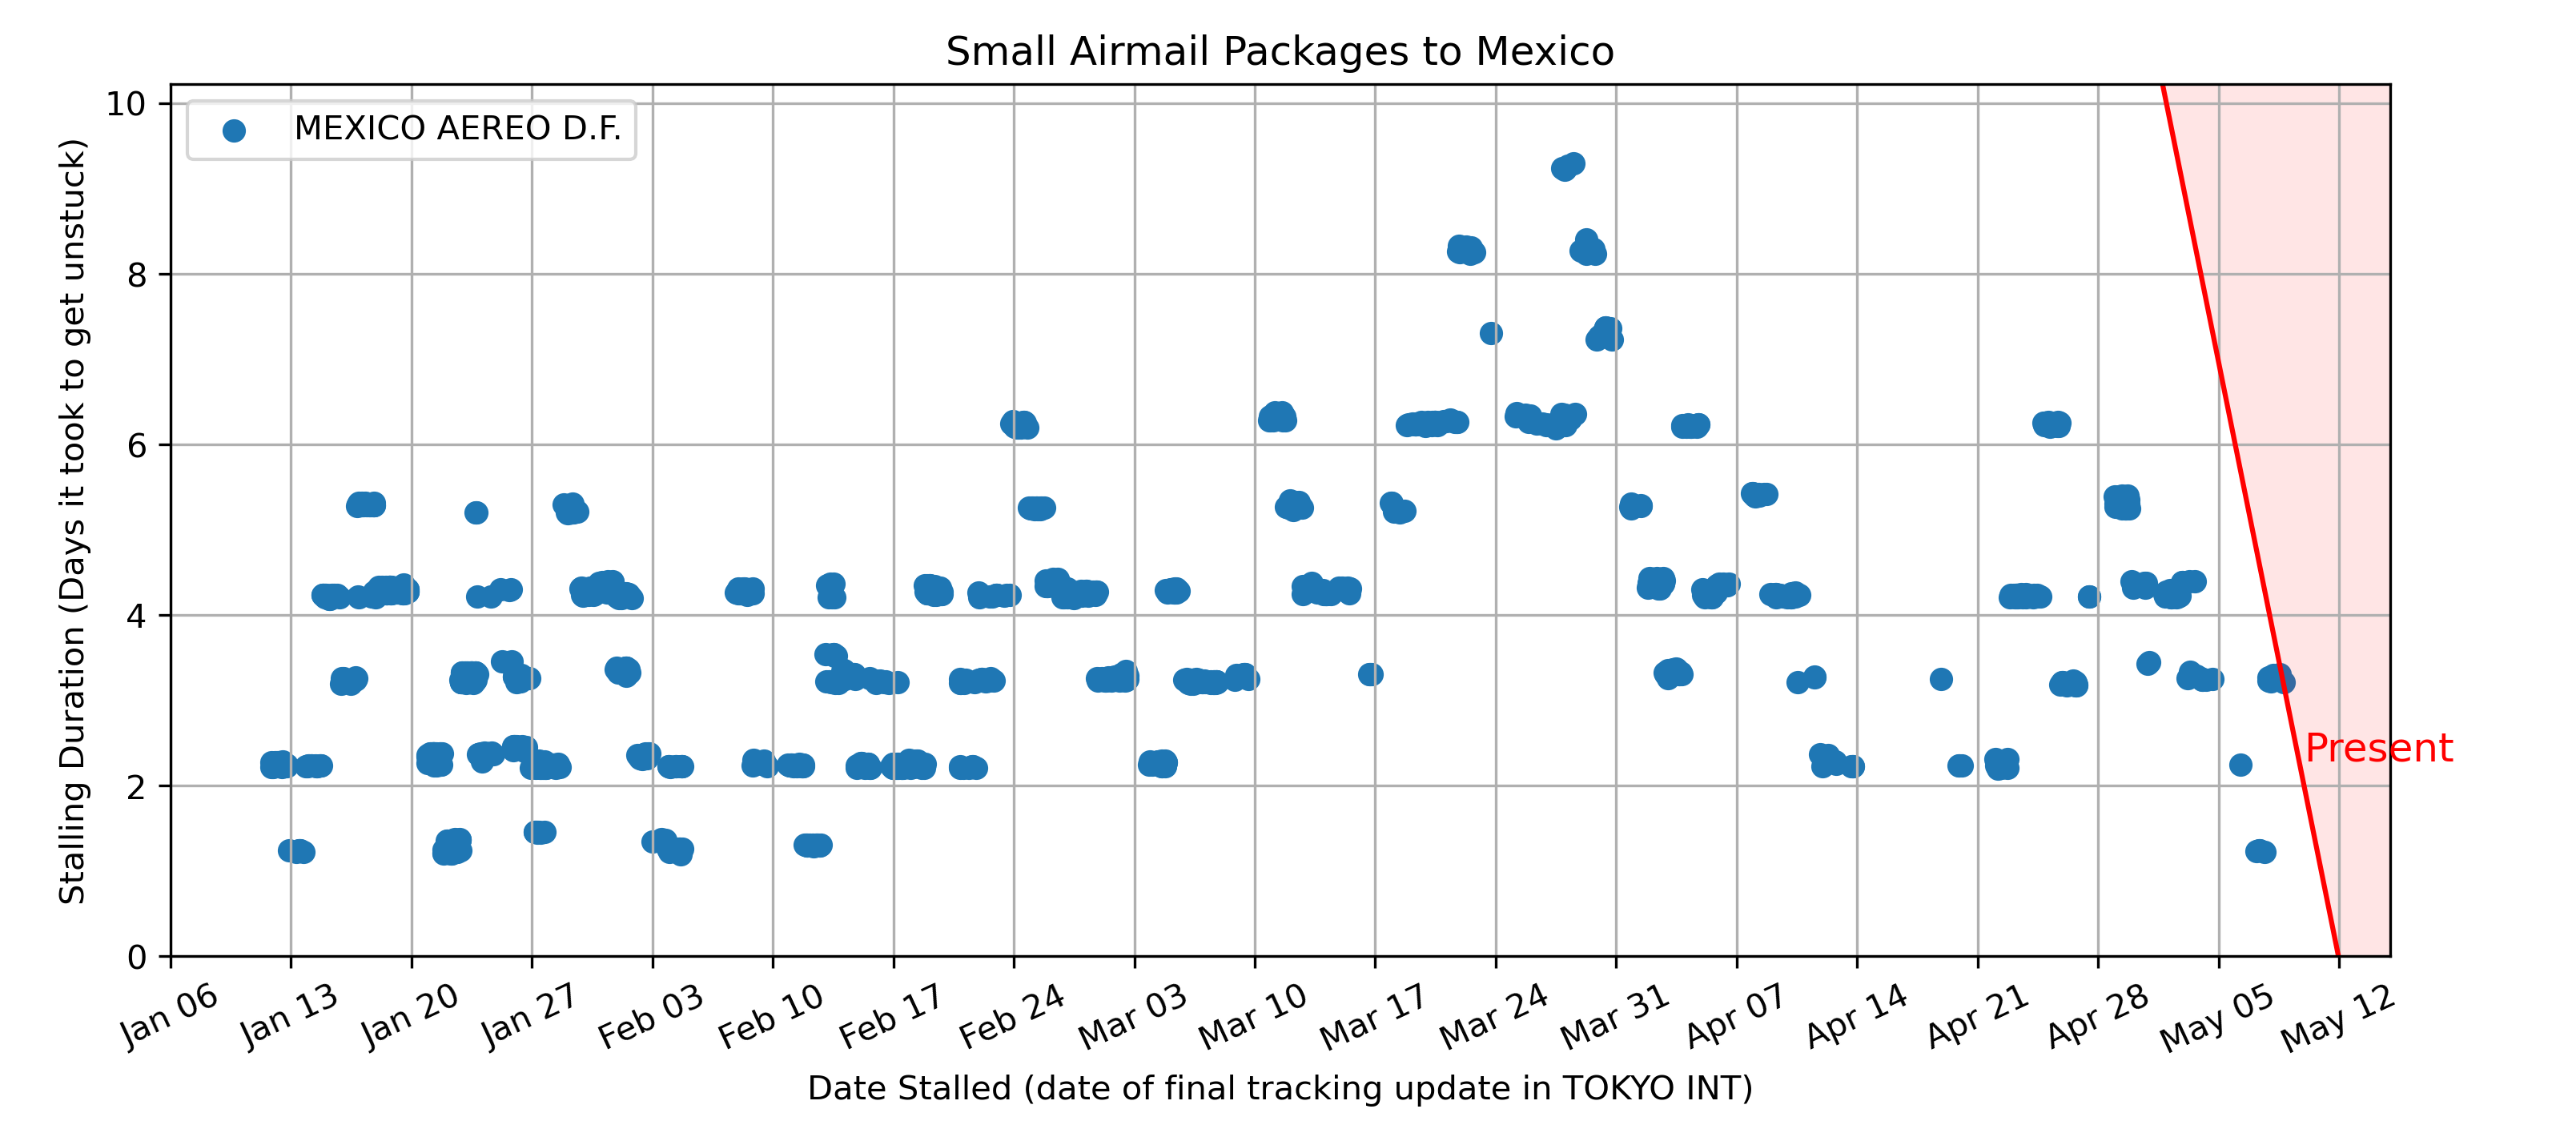 Small Airmail Packages to Mexico
MEXICO AEREO D.F.
Stalling Duration (Days it took to get unstuck)
10
8
6
4
2
0
Present
Jan 06
Jan 13
Jan 20
Jan 27
Feb 03
Feb 10
Feb 17
Feb 24
Mar 03
Mar 10
Mar 17
Mar 24
Mar 31
Apr 07
Apr 14
Apr 21
Apr 28
May 05
May 12
Date Stalled (date of final tracking update in TOKYO INT)